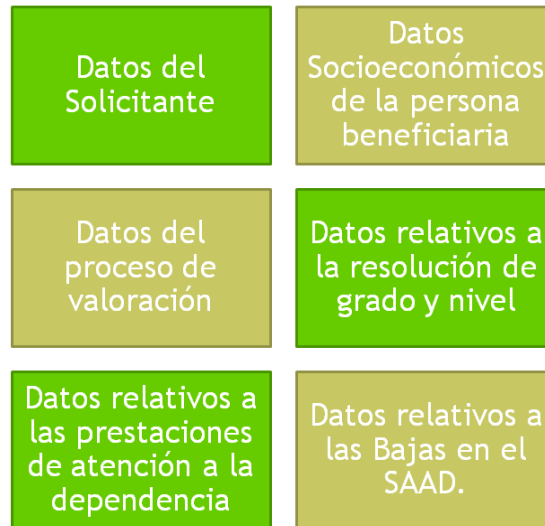 Datos del
Solicitante
Datos
Socioeconómicos
de la persona
beneficiaria
Datos del
proceso de
valoración
Datos relativos a
la resolución de
grado y nivel
Datos relativos a
las prestaciones
de atención a la
dependencia
Datos relativos a
las Bajas en el
SAAD.